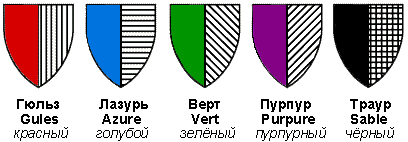 Гюльз Лазурь Верт Пурпур Траур
Gules Azure Vert Purpure Sable
красный голубой зелёный пурпурный чёрный